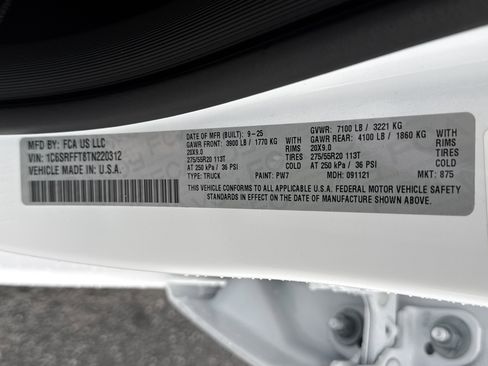 MFD BY: FCA US LLC
VIN: 1C6SRFFT8TN220312
VEHICLE MADE IN: U.S.A.
DATE OF MFR (BUILT): 9-25
GAWR FRONT: 3900 LB / 1770 KG
WITH
RIMS
20X9.0
TIRES
275/55R20 113T
COLD
AT 250 kPa / 36 PSI
TYPE: TRUCK
PAINT: PW7
GVWR: 7100 LB / 3221 KG
GAWR REAR: 4100 LB / 1860 KG
WITH
RIMS
20X9.0
TIRES
275/55R20 113T
COLD
AT 250 kPa / 36 PSI
MDH: 091121
MKT: 875
CONFORMS TO ALL APPLICABLE U.S.A. FEDERAL MOTOR VEHICLE SAFETY
STANDARDS IN EFFECT ON THE DATE OF MANUFACTURE SHOWN ABOVE.